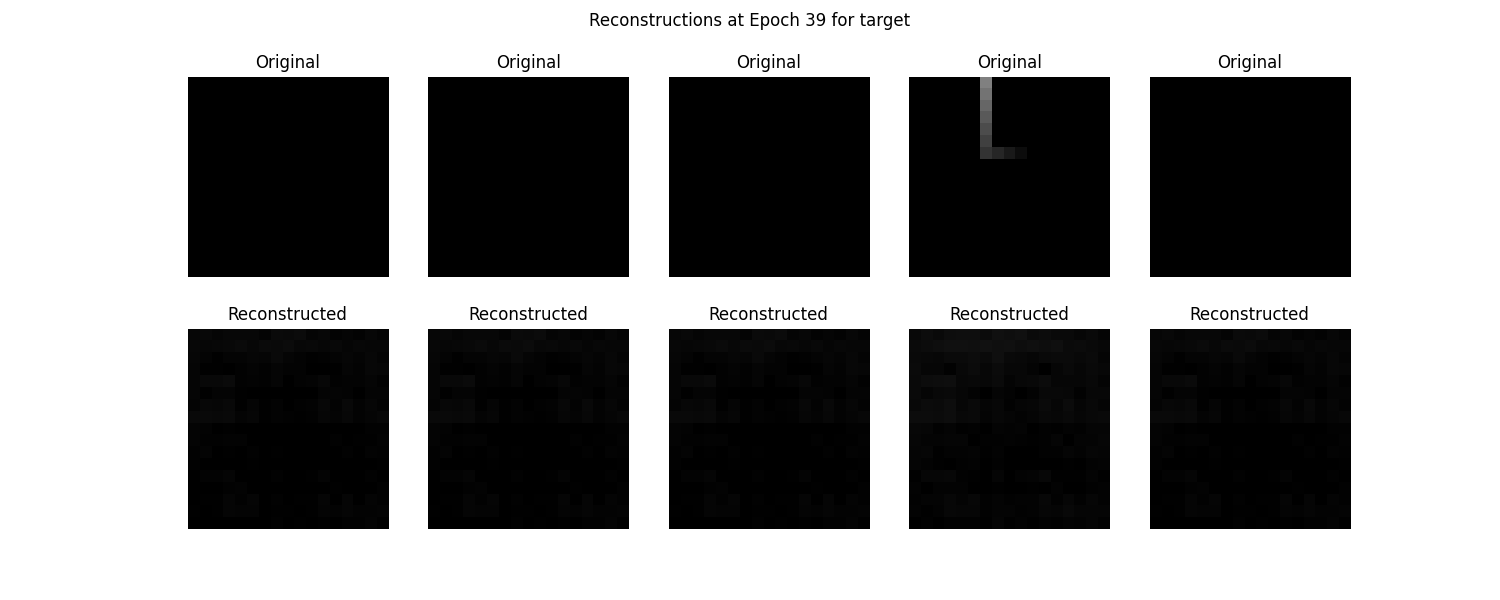 Reconstructions at Epoch 39 for target
Original Original Original Original Original
Reconstructed Reconstructed Reconstructed Reconstructed Reconstructed